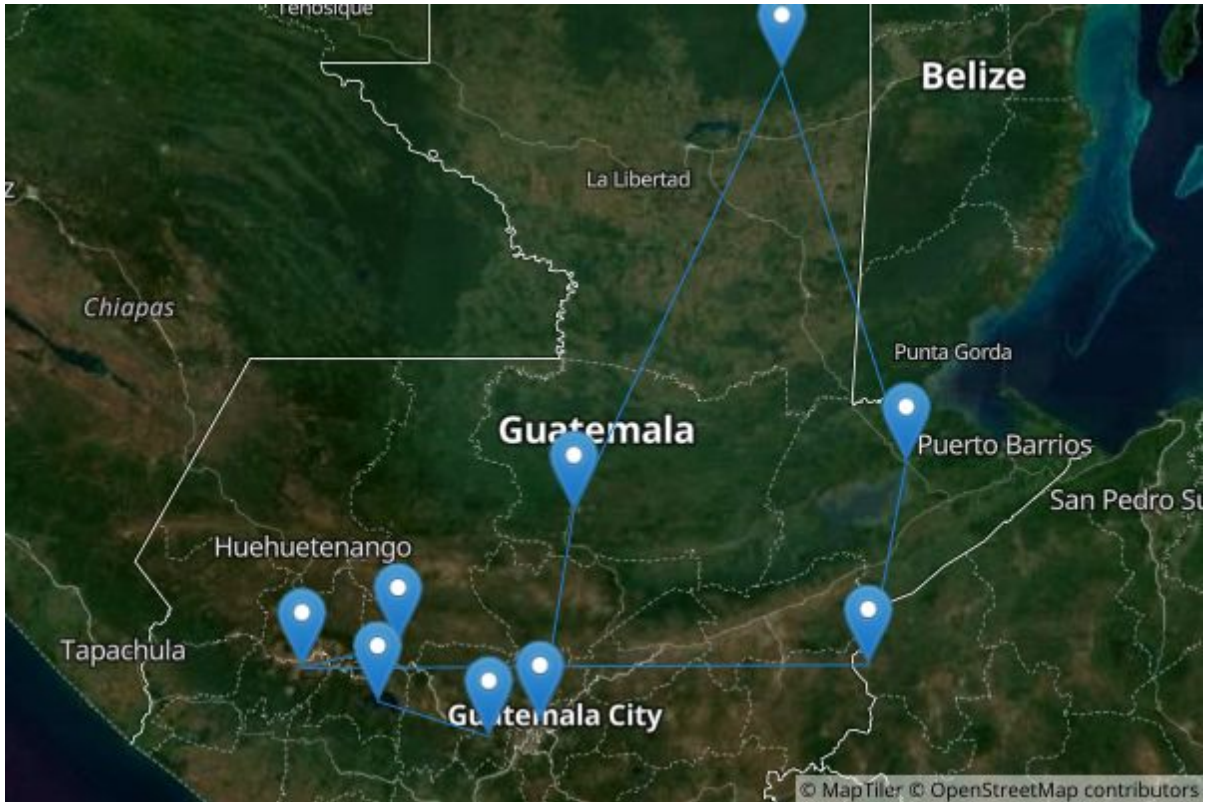 Tenosique
Belize
La Libertad
Z
Chiapas
Punta Gorda
Guatemala
Puerto Barrios
San Pedro Su
Huehuetenango
Tapachula
Guatemala City
© MapTiler © OpenStreetMap contributors